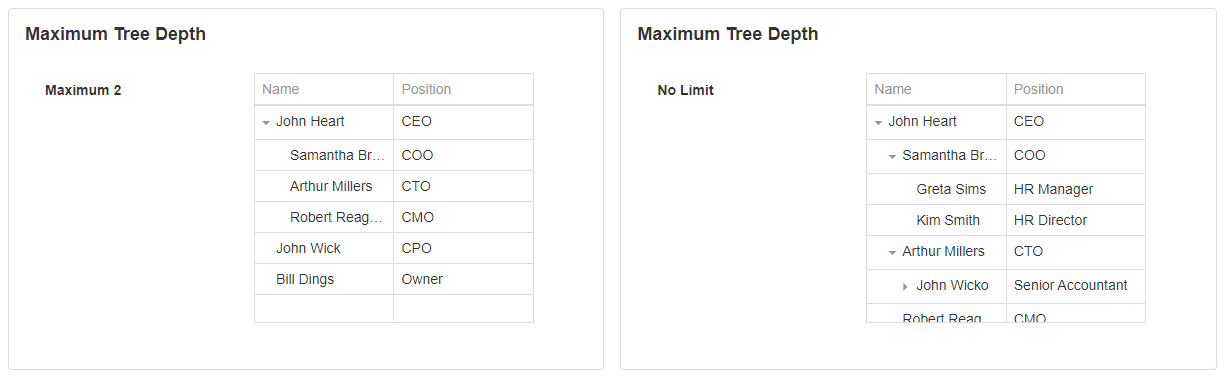 Maximum Tree Depth
Maximum 2
Name Position
John Heart CEO
Samantha Br... COO
Arthur Millers CTO
Robert Reag... CMO
John Wick CPO
Bill Dings Owner
Maximum Tree Depth
No Limit
Name Position
John Heart CEO
Samantha Br... COO
Greta Sims HR Manager
Kim Smith HR Director
Arthur Millers CTO
John Wicko Senior Accountant
Robert Reag... CMO